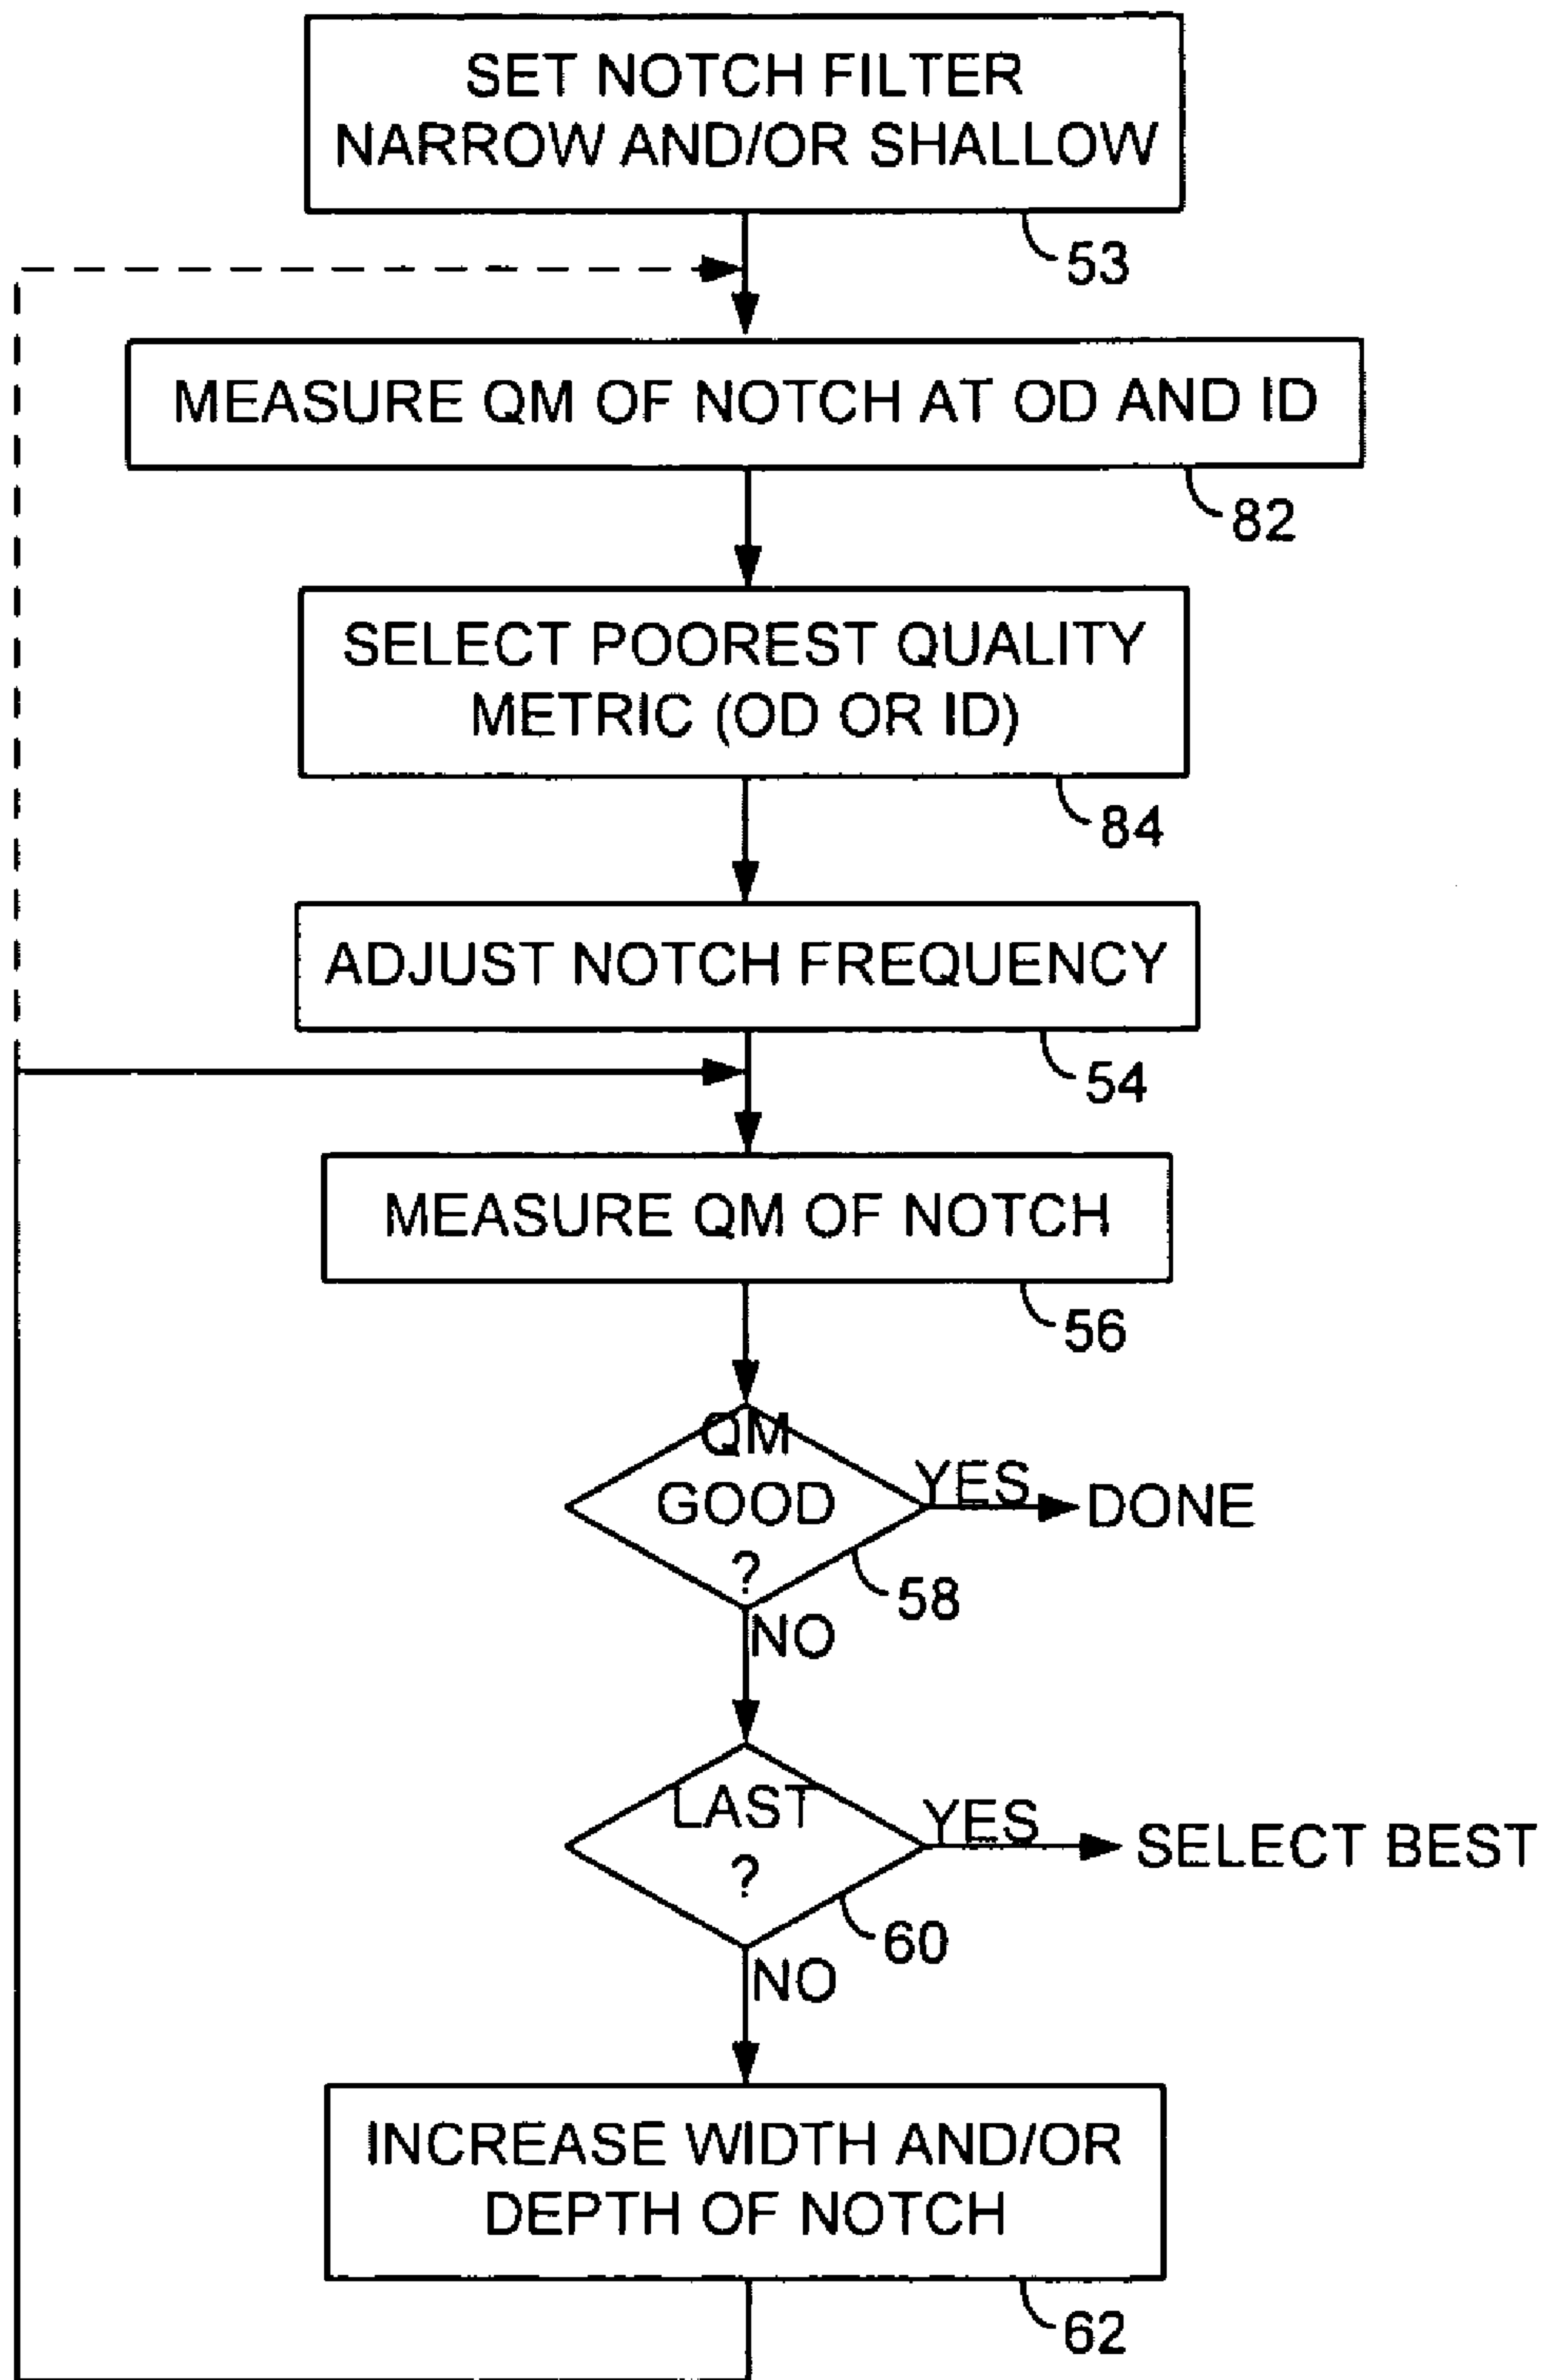 SET NOTCH FILTER
NARROW AND/OR SHALLOW
53
MEASURE QM OF NOTCH AT OD AND ID
82
SELECT POOREST QUALITY
METRIC (OD OR ID)
84
ADJUST NOTCH FREQUENCY
54
MEASURE QM OF NOTCH
56
QM
GOOD
?
YES
DONE
58
NO
LAST
?
YES
SELECT BEST
60
NO
INCREASE WIDTH AND/OR
DEPTH OF NOTCH
62